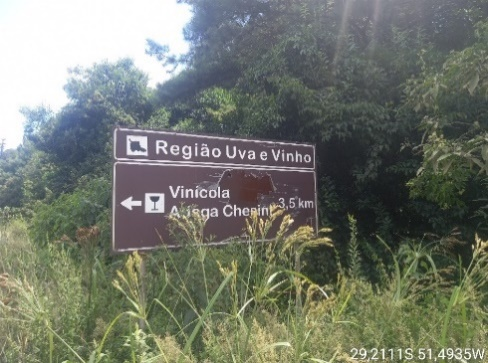 Região Uva e Vinho
Vinícola
3,5 km
29,2111S 51,4935W